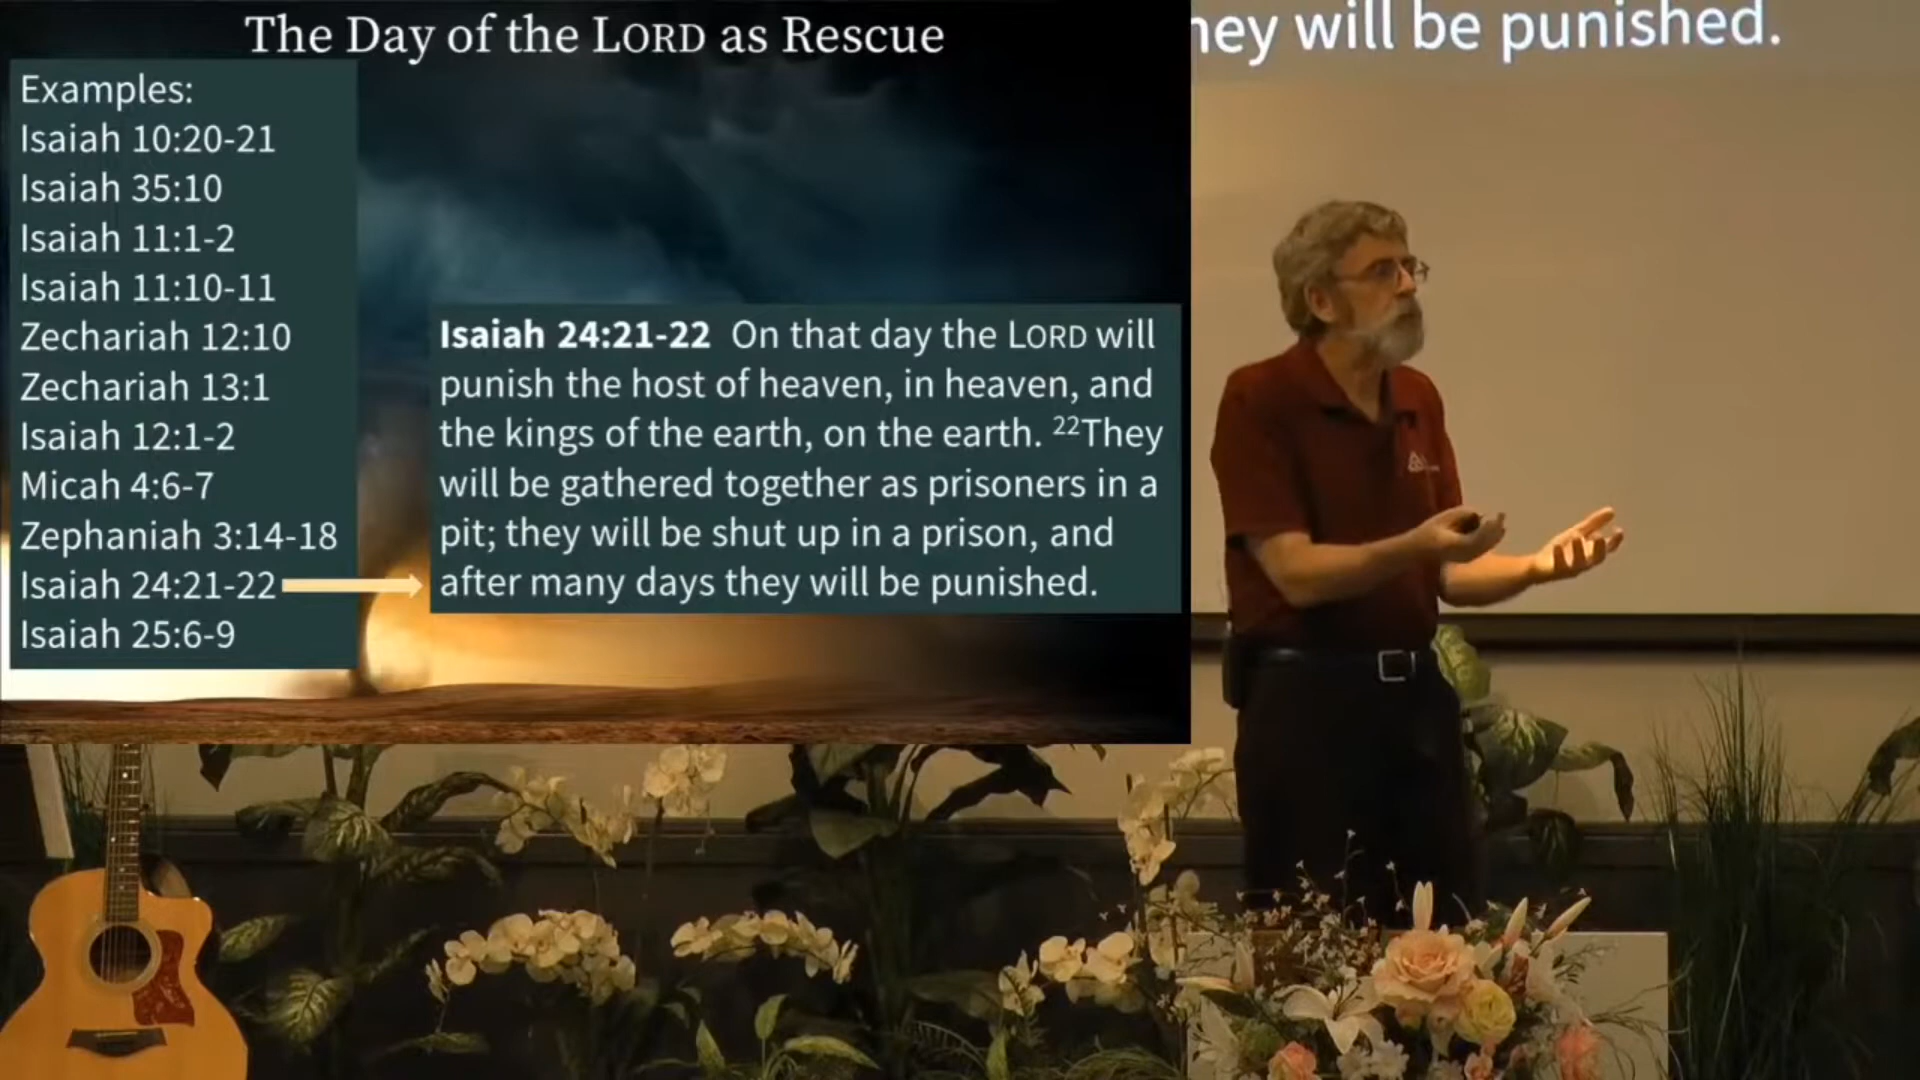 The Day of the LORD as Rescue
Examples:
Isaiah 10:20-21
Isaiah 35:10
Isaiah 11:1-2
Isaiah 11:10-11
Zechariah 12:10
Zechariah 13:1
Isaiah 12:1-2
Micah 4:6-7
Zephaniah 3:14-18
Isaiah 24:21-22
Isaiah 25:6-9
Isaiah 24:21-22 On that day the LORD will
punish the host of heaven, in heaven, and
the kings of the earth, on the earth. ²²They
will be gathered together as prisoners in a
pit; they will be shut up in a prison, and
after many days they will be punished.
hey will be punished.